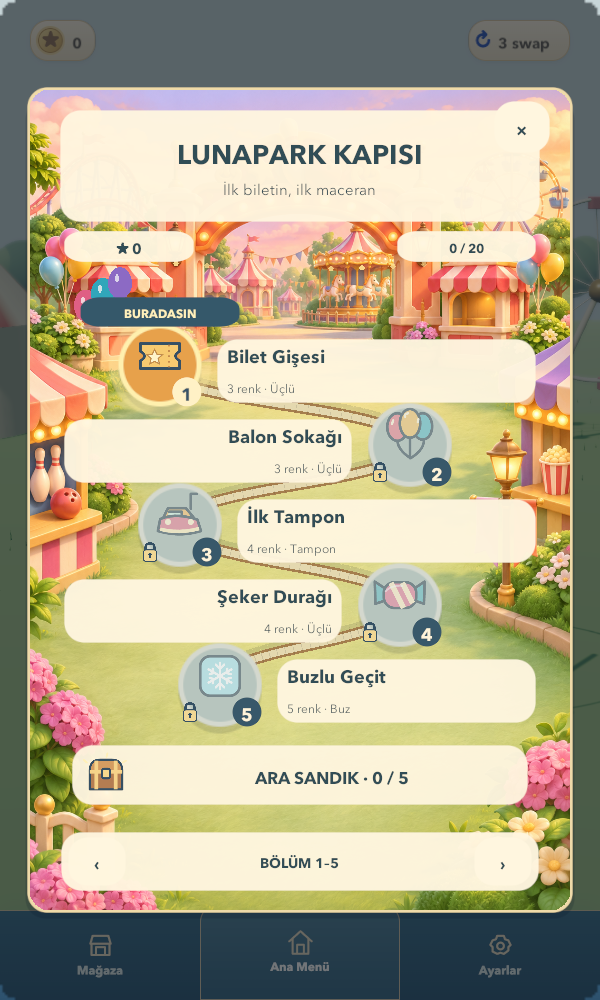 0
3 swap
×
LUNAPARK KAPISI
İlk biletin, ilk maceran
★ 0
0 / 20
BURADASIN
Bilet Gişesi
3 renk · Üçlü
1
Balon Sokağı
3 renk · Üçlü
2
İlk Tampon
4 renk · Tampon
3
Şeker Durağı
4 renk · Üçlü
4
Buzlu Geçit
5 renk · Buz
5
ARA SANDIK · 0 / 5
‹ BÖLÜM 1–5 ›
Mağaza
Ana Menü
Ayarlar